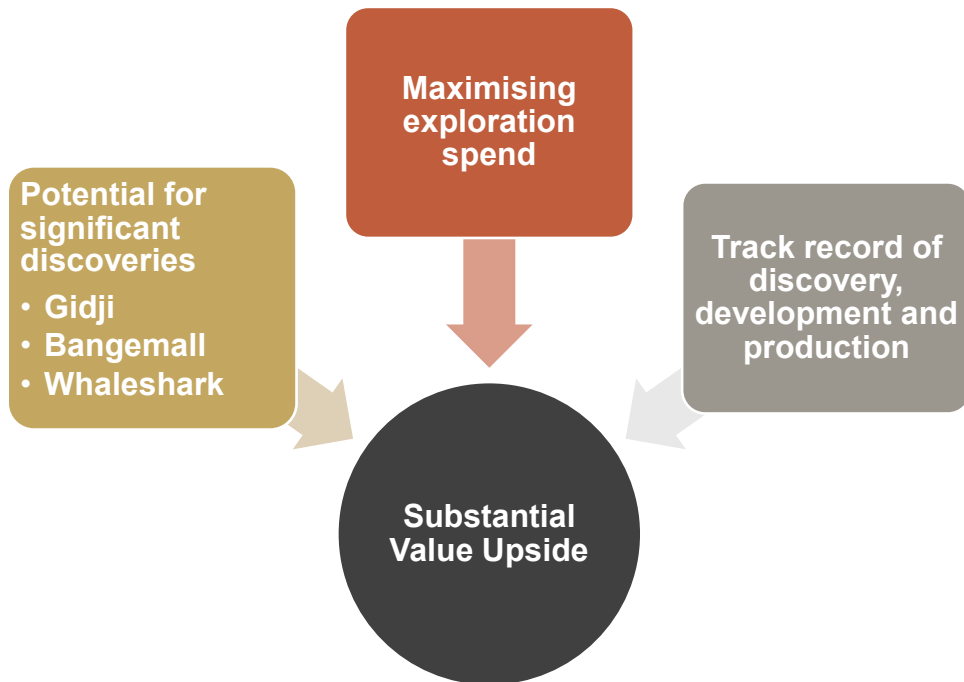 Maximising
exploration
spend
Potential for
significant
discoveries
• Gidji
• Bangemall
• Whaleshark
Track record of
discovery,
development and
production
Substantial
Value Upside